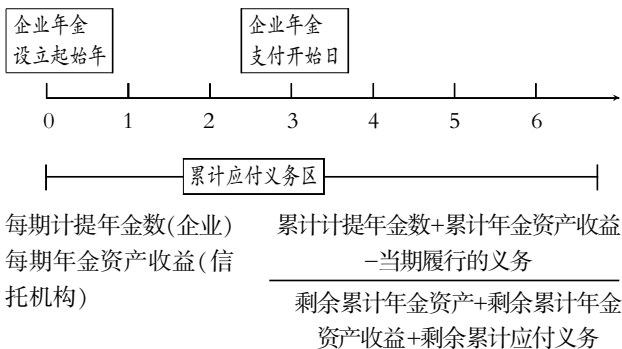 企业年金
设立起始年
企业年金
支付开始日
0 1 2 3 4 5 6
累计应付义务区
每期计提年金数(企业)
每期年金资产收益(信
托机构)
累计计提年金数+累计年金资产收益
-当期履行的义务
剩余累计年金资产+剩余累计年金
资产收益+剩余累计应付义务